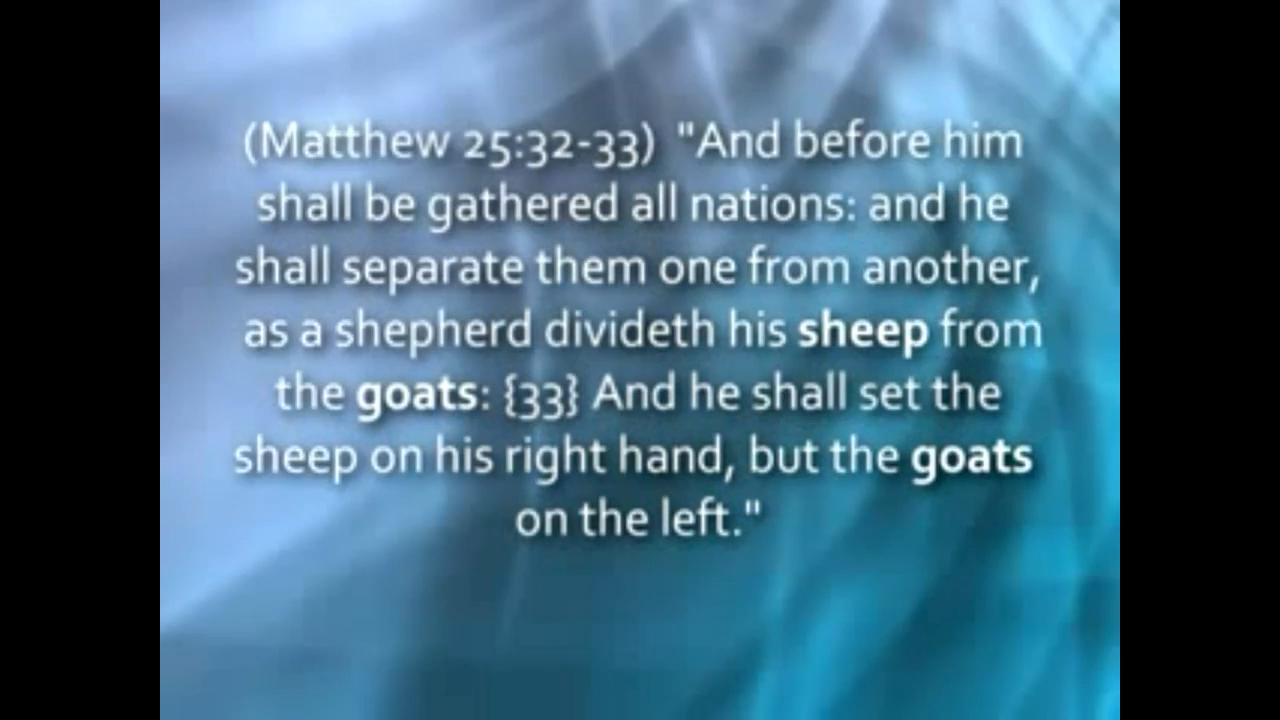 (Matthew 25:32-33) "And before him
shall be gathered all nations: and he
shall separate them one from another,
as a shepherd divideth his sheep from
the goats: {33} And he shall set the
sheep on his right hand, but the goats
on the left."